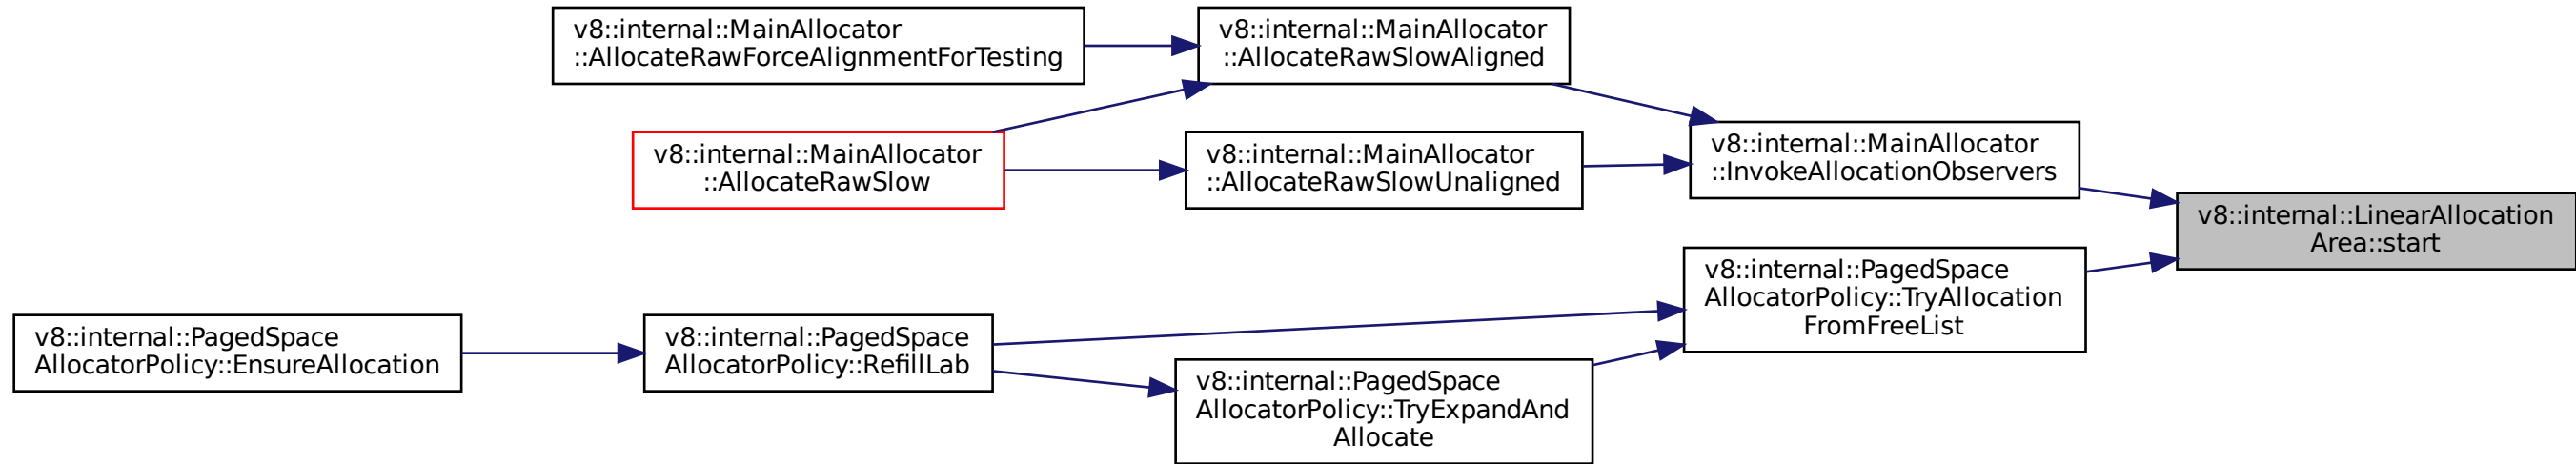 v8::internal::MainAllocator
::AllocateRawForceAlignmentForTesting
v8::internal::MainAllocator
::AllocateRawSlowAligned
v8::internal::MainAllocator
::AllocateRawSlow
v8::internal::MainAllocator
::AllocateRawSlowUnaligned
v8::internal::MainAllocator
::InvokeAllocationObservers
v8::internal::LinearAllocation
Area::start
v8::internal::PagedSpace
AllocatorPolicy::TryAllocation
FromFreeList
v8::internal::PagedSpace
AllocatorPolicy::EnsureAllocation
v8::internal::PagedSpace
AllocatorPolicy::RefillLab
v8::internal::PagedSpace
AllocatorPolicy::TryExpandAnd
Allocate